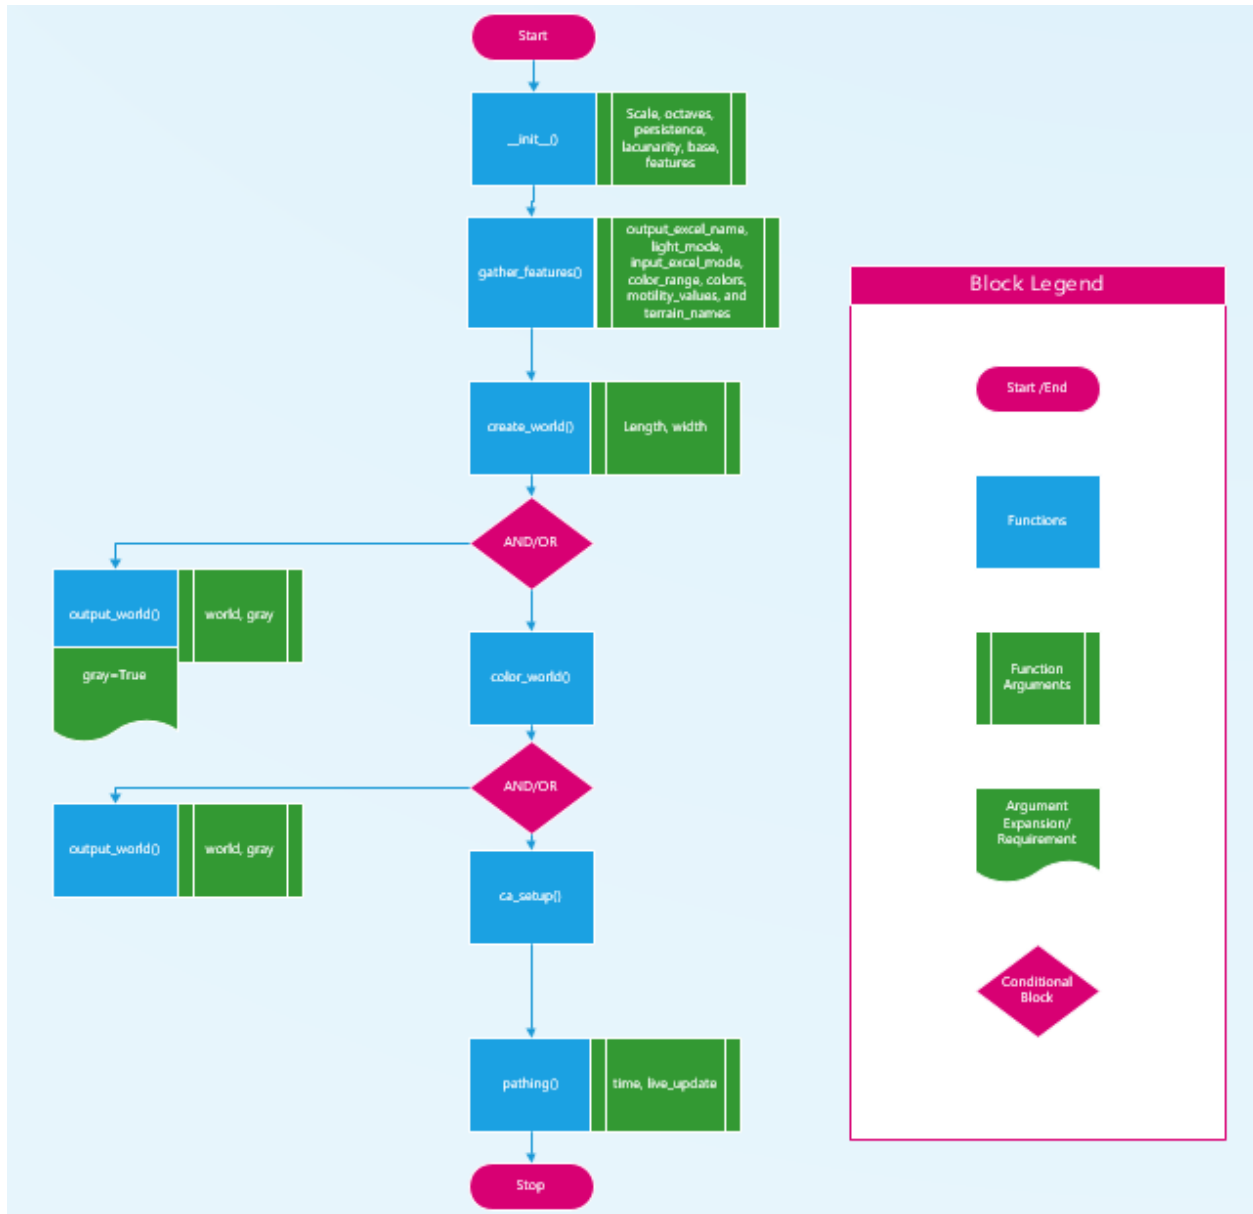 Start
__init__()
Scale, octaves,
persistence,
lacunarity, base,
features
gather_features()
output_excel_name,
light_mode,
input_excel_mode,
color_range, colors,
motility_values, and
terrain_names
create_world()
Length, width
AND/OR
output_world()
world, gray
gray=True
color_world()
AND/OR
output_world()
world, gray
ca_setup()
pathing()
time, live_update
Stop
Block Legend
Start /End
Functions
Function
Arguments
Argument
Expansion/
Requirement
Conditional
Block